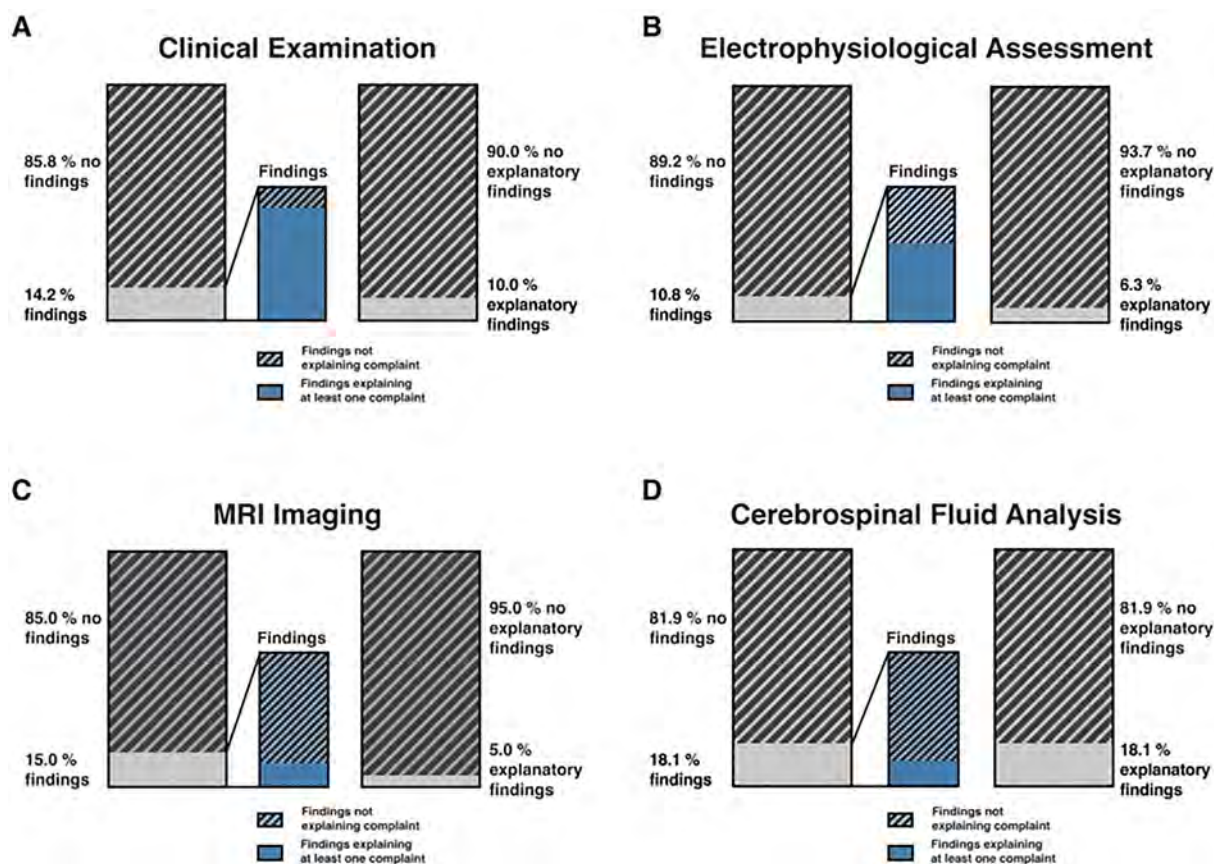 A
Clinical Examination
85.8 % no
findings
Findings
90.0 % no
explanatory
findings
14.2 %
findings
10.0 %
explanatory
findings
Findings not
explaining complaint
Findings explaining
at least one complaint
B
Electrophysiological Assessment
89.2 % no
findings
Findings
93.7 % no
explanatory
findings
10.8 %
findings
6.3 %
explanatory
findings
Findings not
explaining complaint
Findings explaining
at least one complaint
C
MRI Imaging
85.0 % no
findings
Findings
95.0 % no
explanatory
findings
15.0 %
findings
5.0 %
explanatory
findings
Findings not
explaining complaint
Findings explaining
at least one complaint
D
Cerebrospinal Fluid Analysis
81.9 % no
findings
Findings
81.9 % no
explanatory
findings
18.1 %
findings
18.1 %
explanatory
findings
Findings not
explaining complaint
Findings explaining
at least one complaint